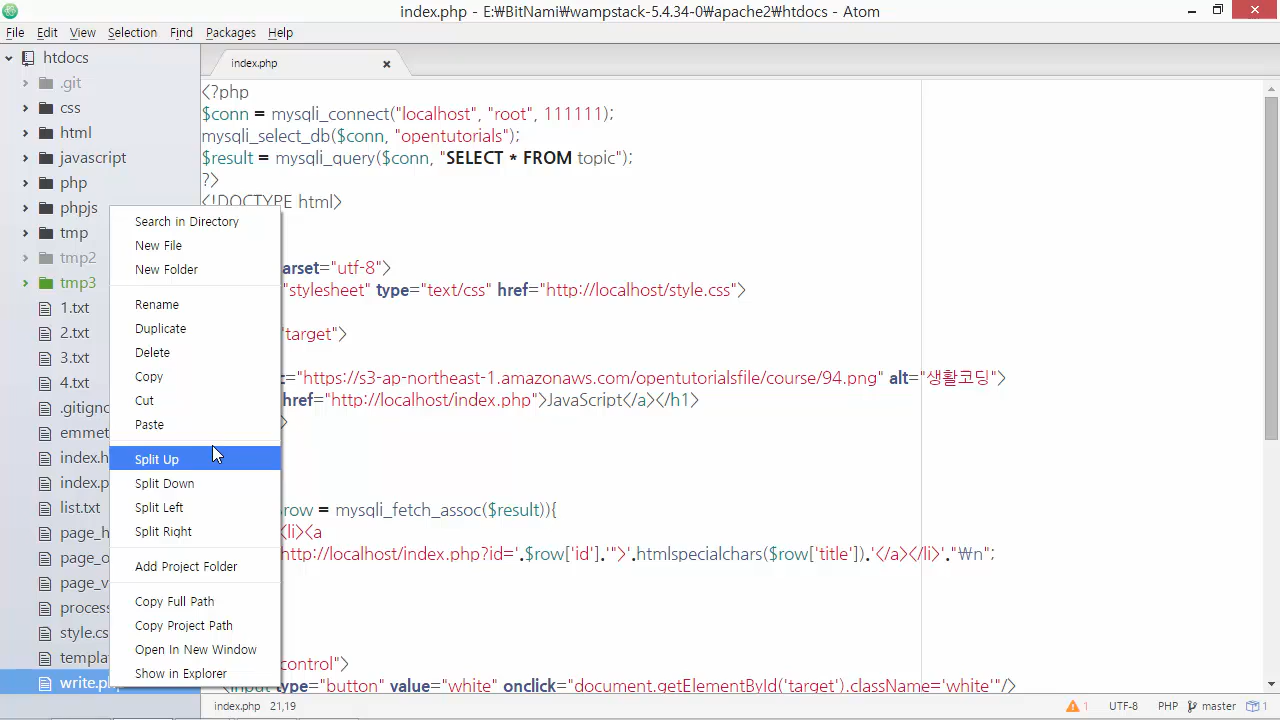 index.php - E:₩BitNami₩wampstack-5.4.34-0₩apache2₩htdocs - Atom
File Edit View Selection Find Packages Help
htdocs
.git
css
html
javascript
php
phpjs
tmp
tmp2
tmp3
1.txt
2.txt
3.txt
4.txt
.gitigno
emmet
index.h
index.p
list.txt
page_h
page_o
page_v
process
style.cs
templa
write.ph
Search in Directory
New File
New Folder
Rename
Duplicate
Delete
Copy
Cut
Paste
Split Up
Split Down
Split Left
Split Right
Add Project Folder
Copy Full Path
Copy Project Path
Open In New Window
Show in Explorer
index.php
<?php
$conn = mysqli_connect("localhost", "root", 111111);
mysqli_select_db($conn, "opentutorials");
$result = mysqli_query($conn, "SELECT * FROM topic");
?>
<!DOCTYPE html>
arset="utf-8">
"stylesheet" type="text/css" href="http://localhost/style.css">
"target">
c="https://s3-ap-northeast-1.amazonaws.com/opentutorialsfile/course/94.png" alt="생활코딩">
href="http://localhost/index.php">JavaScript</a></h1>
>
$row = mysqli_fetch_assoc($result)){
<li><a
http://localhost/index.php?id='.$row['id'].'">'.htmlspecialchars($row['title']).'</a></li>'."₩n";
control">
<input type="button" value="white" onclick="document.getElementById('target').className='white'"/>
index.php 21,19
1 UTF-8 PHP master 1